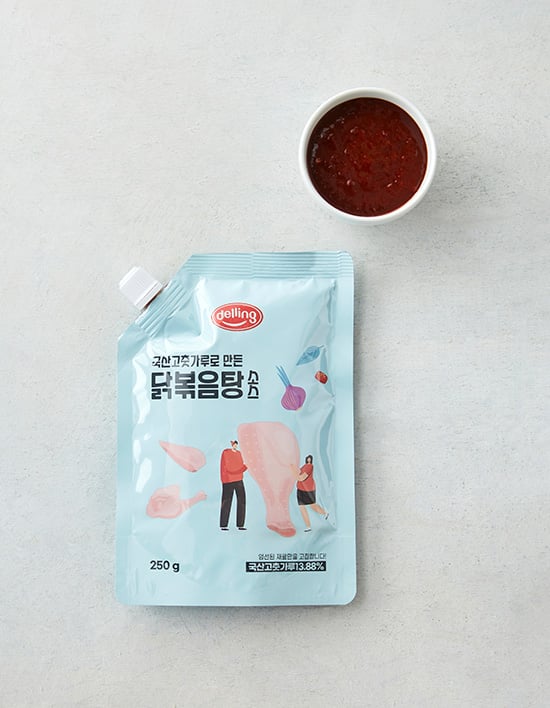 delling
국산고춧가루로 만든
닭볶음탕 소스
250 g
엄선된 재료만을 고집합니다!
국산고춧가루13.88%